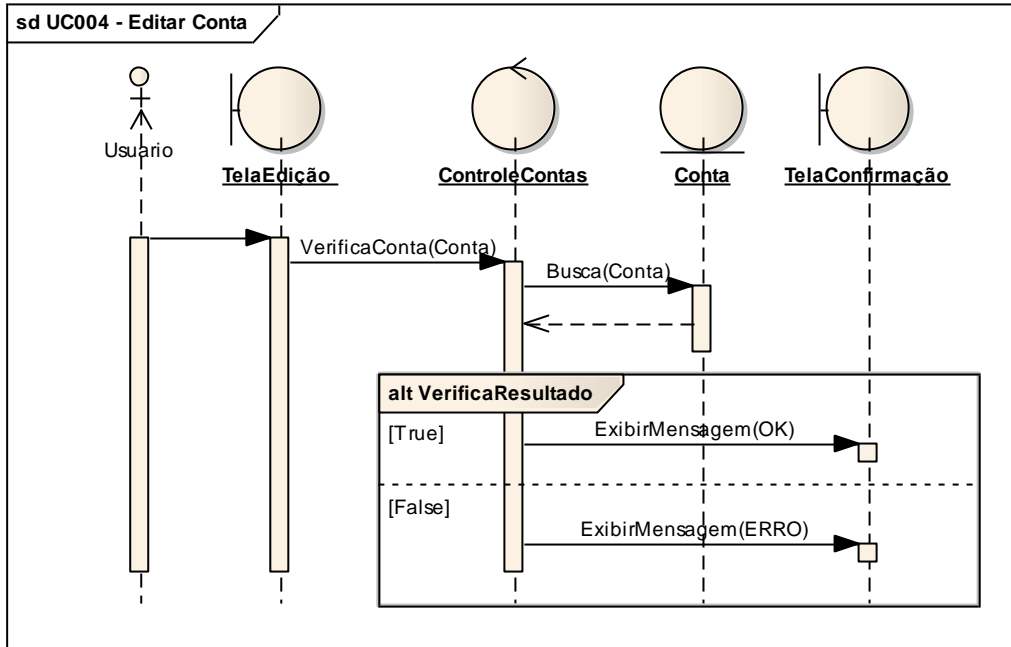 sd UC004 - Editar Conta
Usuario
TelaEdição
ControleContas
Conta
TelaConfirmação
VerificaConta(Conta)
Busca(Conta)
alt VerificaResultado
[True]
ExibirMensagem(OK)
[False]
ExibirMensagem(ERRO)